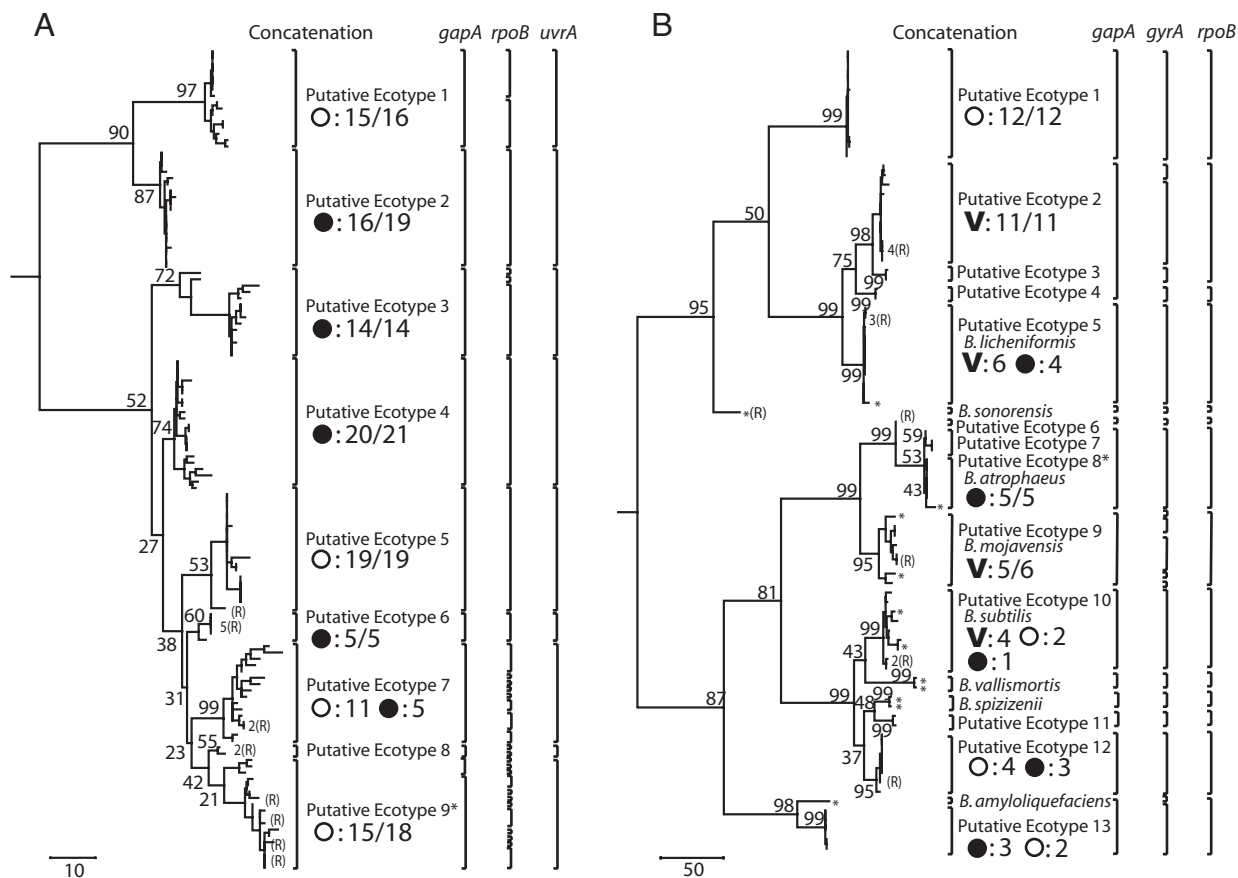 A
Concatenation gapA rpoB uvrA
97
Putative Ecotype 1
: 15/16
90
87
Putative Ecotype 2
: 16/19
72
Putative Ecotype 3
: 14/14
52
74
Putative Ecotype 4
: 20/21
27
53
Putative Ecotype 5
: 19/19
(R)
60
5(R)
Putative Ecotype 6
: 5/5
38
31
99
2(R)
Putative Ecotype 7
: 11 : 5
23
55
2(R)
Putative Ecotype 8
42
21
(R)
(R)
(R)
(R)
Putative Ecotype 9*
: 15/18
10
B
Concatenation gapA gyrA rpoB
99
Putative Ecotype 1
: 12/12
50
98
4(R)
75
99
Putative Ecotype 2
V: 11/11
Putative Ecotype 3
Putative Ecotype 4
95
99
99
3(R)
99
*
Putative Ecotype 5
B. licheniformis
V: 6 : 4
*(R)
B. sonorensis
(R)
Putative Ecotype 6
99
59
Putative Ecotype 7
53
43
*
Putative Ecotype 8*
B. atrophaeus
: 5/5
99
*
(R)
95
*
Putative Ecotype 9
B. mojavensis
V: 5/6
81
99
*
*
2(R)
Putative Ecotype 10
B. subtilis
V: 4 : 2
: 1
43
99
**
B. vallismortis
87
99
48
99
**
B. spizizenii
99
Putative Ecotype 11
37
95
(R)
Putative Ecotype 12
: 4 : 3
98
*
B. amyloliquefaciens
99
Putative Ecotype 13
: 3 : 2
50